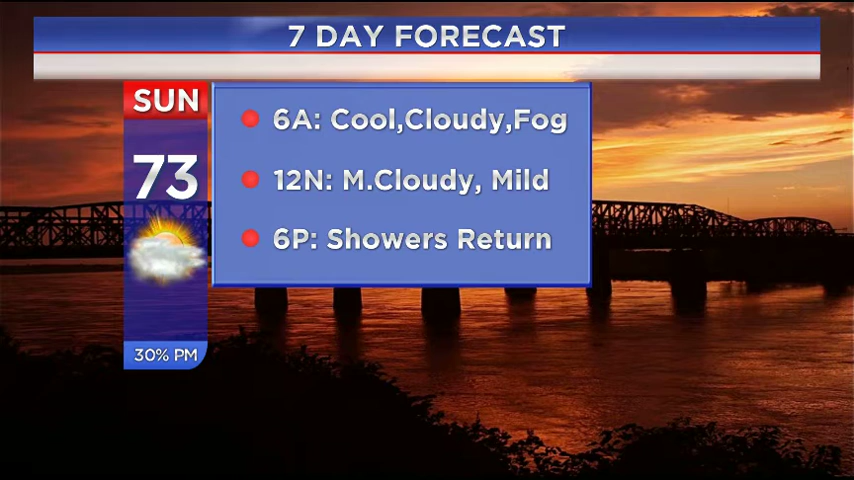 7 DAY FORECAST
SUN
73
30% PM
6A: Cool,Cloudy,Fog
12N: M.Cloudy, Mild
6P: Showers Return